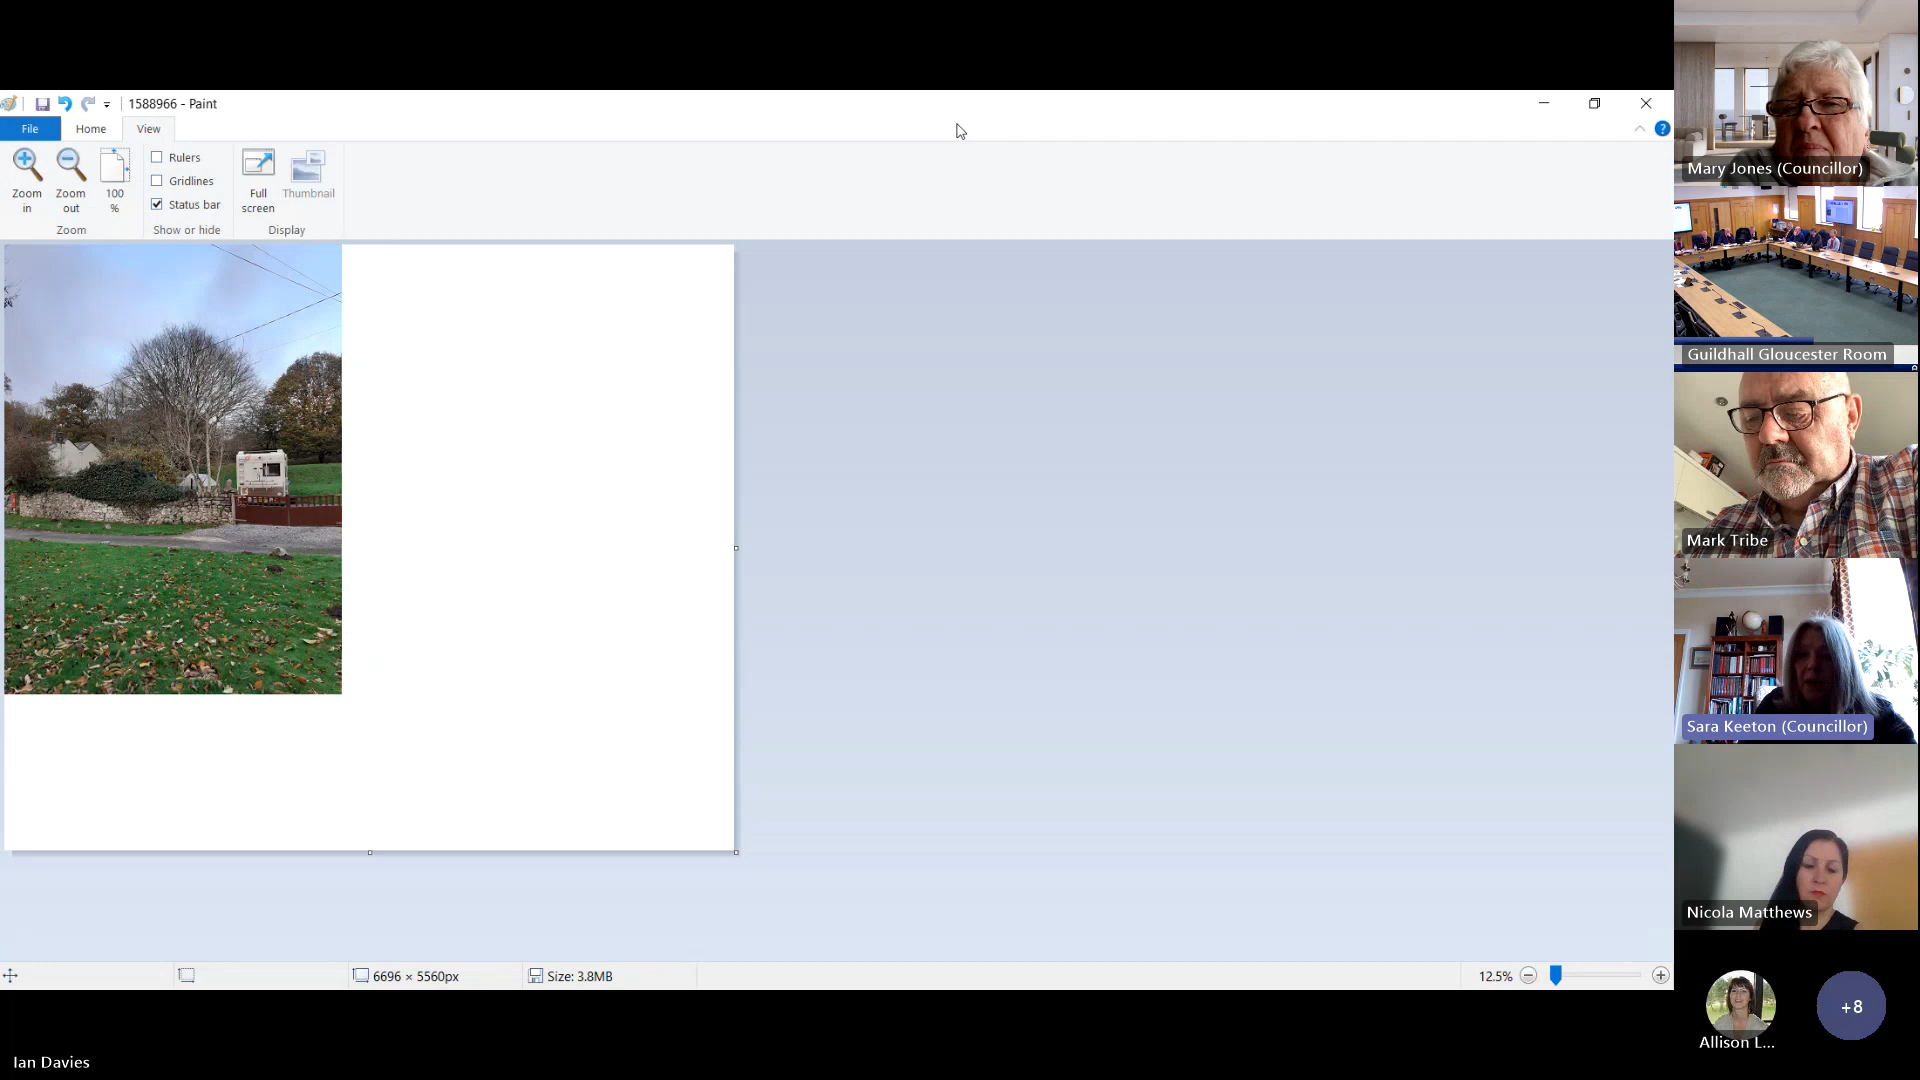 1588966 - Paint
File
Home
View
Zoom in
Zoom out
100 %
Rulers
Gridlines
Status bar
Full screen
Thumbnail
Zoom
Show or hide
Display
6696 × 5560px
Size: 3.8MB
12.5%
Ian Davies
Mary Jones (Councillor)
Guildhall Gloucester Room
Mark Tribe
Sara Keeton (Councillor)
Nicola Matthews
Allison L...
+8